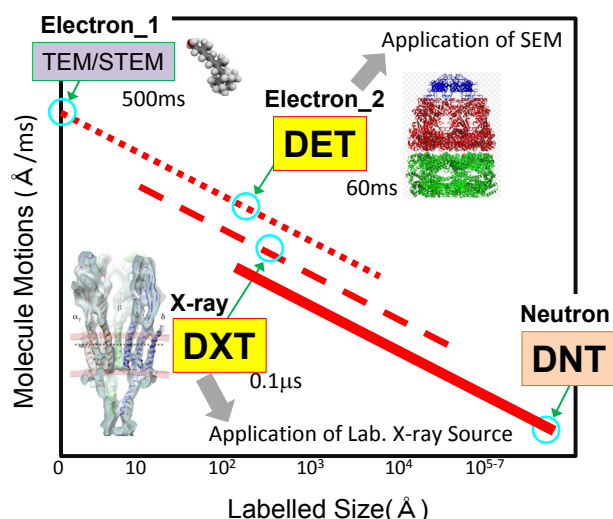 Electron_1
TEM/STEM
500ms
Application of SEM
Electron_2
DET
60ms
Molecule Motions (Å/ms)
α
β
δ
X-ray
DXT
0.1µs
Neutron
DNT
Application of Lab. X-ray Source
0 10 10² 10³ 10⁴ 10⁵⁻⁷
Labelled Size(Å)